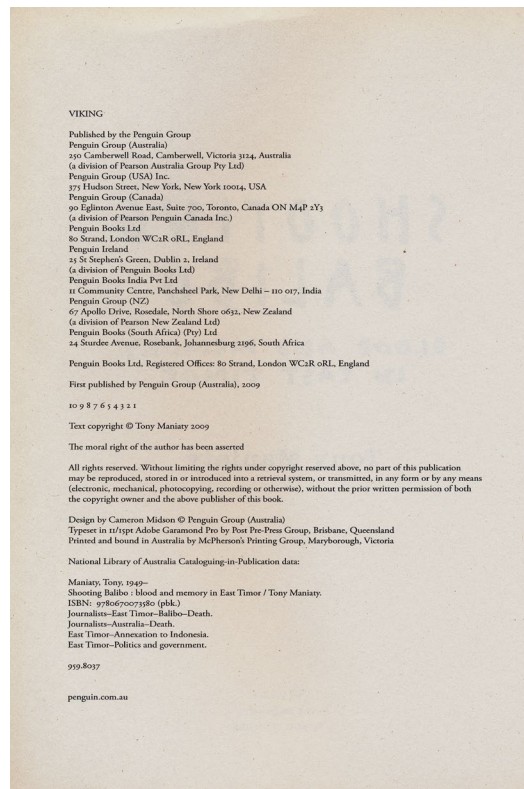 VIKING
Published by the Penguin Group
Penguin Group (Australia)
250 Camberwell Road, Camberwell, Victoria 3124, Australia
(a division of Pearson Australia Group Pty Ltd)
Penguin Group (USA) Inc.
375 Hudson Street, New York, New York 10014, USA
Penguin Group (Canada)
90 Eglinton Avenue East, Suite 700, Toronto, Canada ON M4P 2Y3
(a division of Pearson Penguin Canada Inc.)
Penguin Books Ltd
80 Strand, London WC2R 0RL, England
Penguin Ireland
25 St Stephen's Green, Dublin 2, Ireland
(a division of Penguin Books Ltd)
Penguin Books India Pvt Ltd
11 Community Centre, Panchsheel Park, New Delhi – 110 017, India
Penguin Group (NZ)
67 Apollo Drive, Rosedale, North Shore 0632, New Zealand
(a division of Pearson New Zealand Ltd)
Penguin Books (South Africa) (Pty) Ltd
24 Sturdee Avenue, Rosebank, Johannesburg 2196, South Africa
Penguin Books Ltd, Registered Offices: 80 Strand, London WC2R 0RL, England
First published by Penguin Group (Australia), 2009
10 9 8 7 6 5 4 3 2 1
Text copyright © Tony Maniaty 2009
The moral right of the author has been asserted
All rights reserved. Without limiting the rights under copyright reserved above, no part of this publication
may be reproduced, stored in or introduced into a retrieval system, or transmitted, in any form or by any means
(electronic, mechanical, photocopying, recording or otherwise), without the prior written permission of both
the copyright owner and the above publisher of this book.
Design by Cameron Midson © Penguin Group (Australia)
Typeset in 11/15pt Adobe Garamond Pro by Post Pre-Press Group, Brisbane, Queensland
Printed and bound in Australia by McPherson's Printing Group, Maryborough, Victoria
National Library of Australia Cataloguing-in-Publication data:
Maniaty, Tony, 1949–
Shooting Balibo : blood and memory in East Timor / Tony Maniaty.
ISBN: 9780670073580 (pbk.)
Journalists–East Timor–Balibo–Death.
Journalists–Australia–Death.
East Timor–Annexation to Indonesia.
East Timor–Politics and government.
959.8037
penguin.com.au